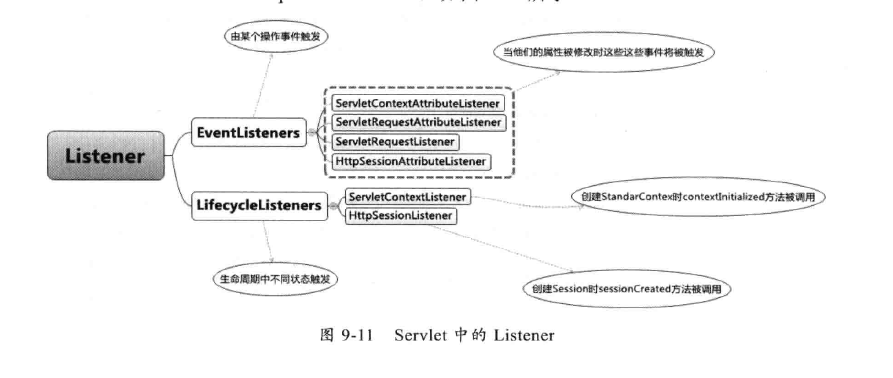 由某个操作事件触发
当他们的属性被修改时这些这些事件将被触发
ServletContextAttributeListener
ServletRequestAttributeListener
EventListeners
ServletRequestListener
HttpSessionAttributeListener
Listener
ServletContextListener
LifecycleListeners
HttpSessionListener
创建StandarContex时contextInitialized方法被调用
生命周期中不同状态触发
创建Session时sessionCreated方法被调用
图 9-11 Servlet 中的 Listener